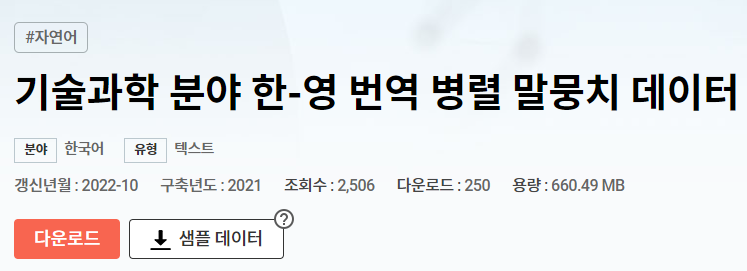 #자연어
기술과학 분야 한-영 번역 병렬 말뭉치 데이터
분야 한국어 유형 텍스트
갱신년월 : 2022-10 구축년도 : 2021 조회수 : 2,506 다운로드 : 250 용량 : 660.49 MB
다운로드 샘플 데이터 ?